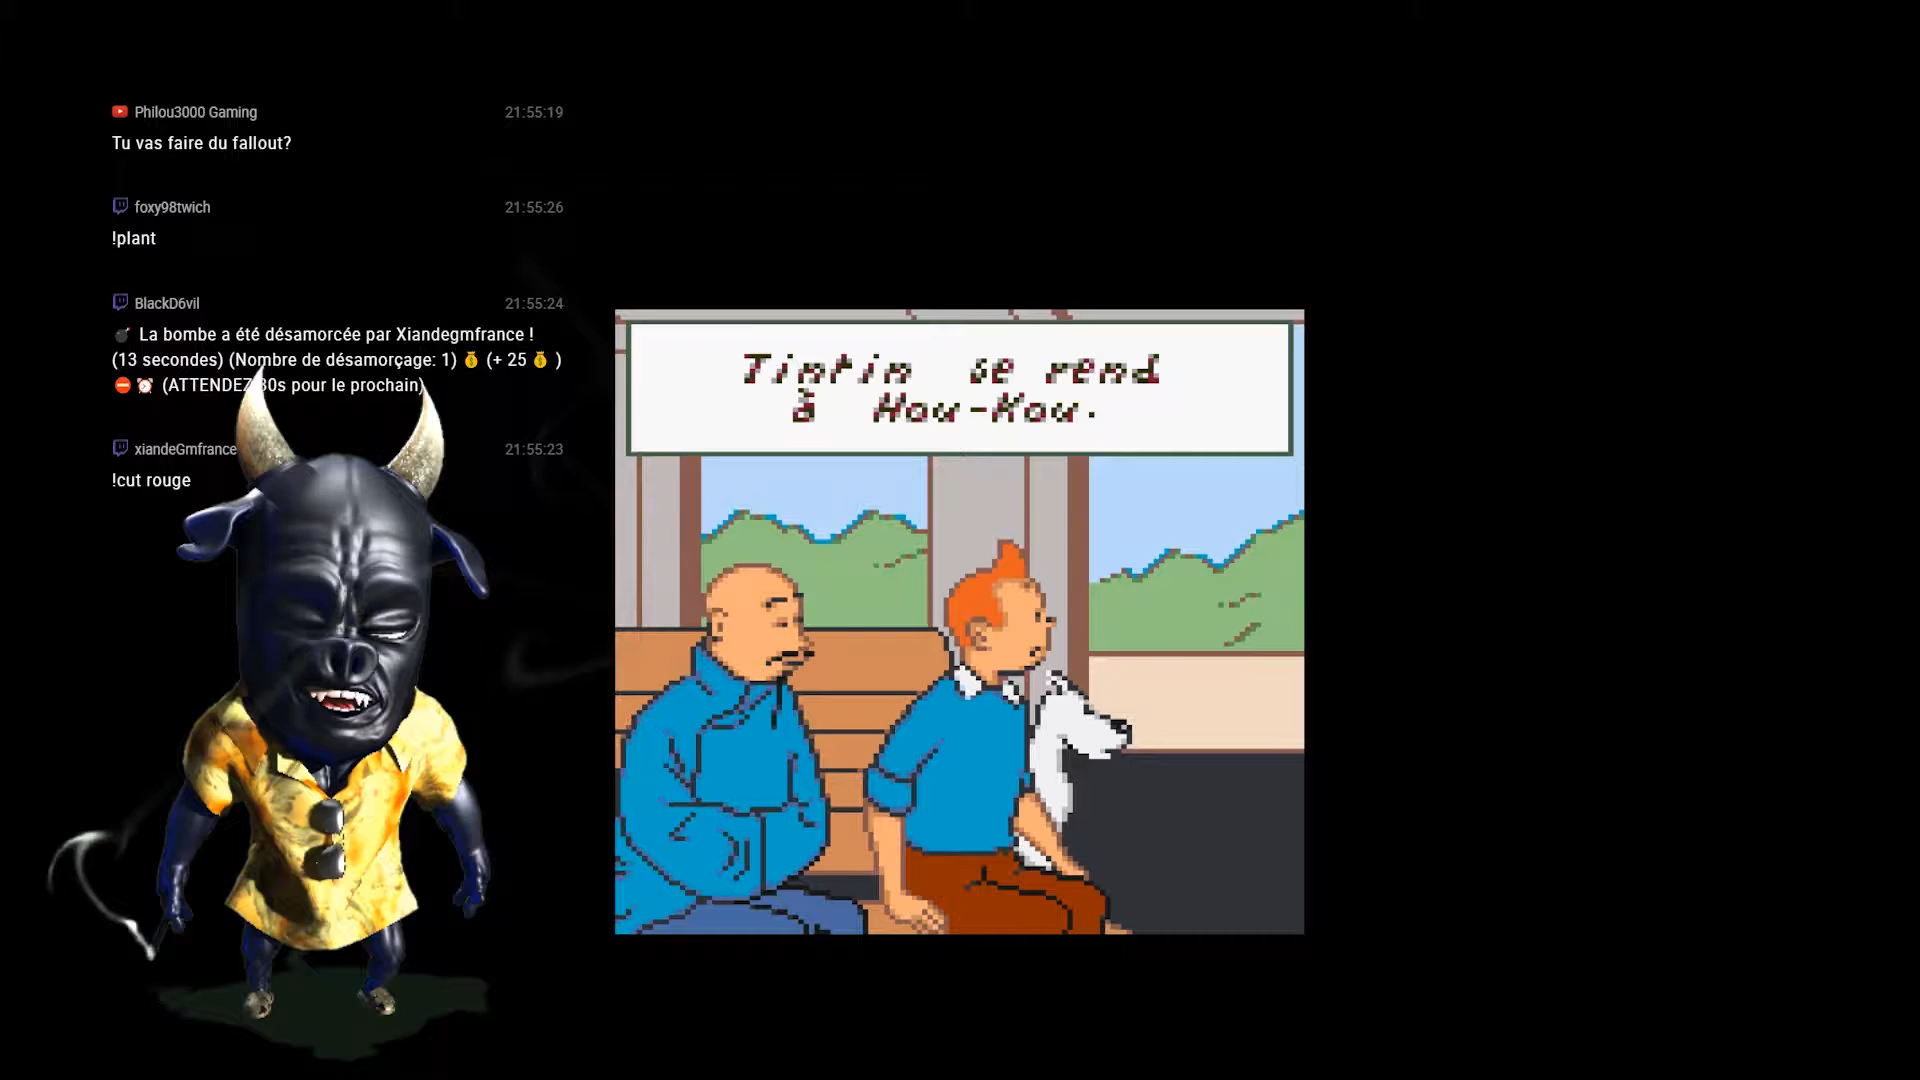 Philou3000 Gaming 21:55:19
Tu vas faire du fallout?
foxy98twich 21:55:26
!plant
BlackD6vil 21:55:24
💣 La bombe a été désamorcée par Xiandegmfrance !
(13 secondes) (Nombre de désamorçage: 1) 💰 (+ 25 💰 )
⛔ ⏰ (ATTENDEZ 30s pour le prochain)
xiandeGmfrance 21:55:23
!cut rouge
Tintin se rend
à Hou-Kou.